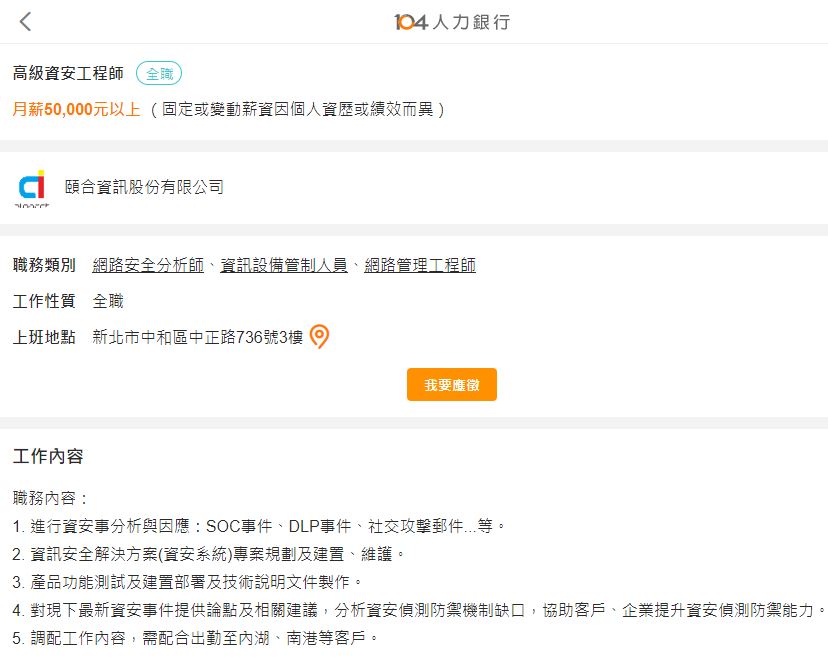 104人力銀行
高級資安工程師 全職
月薪50,000元以上 ( 固定或變動薪資因個人資歷或績效而異 )
頤合資訊股份有限公司
職務類別 網路安全分析師、資訊設備管制人員、網路管理工程師
工作性質 全職
上班地點 新北市中和區中正路736號3樓
我要應徵
工作內容
職務內容：
1. 進行資安事分析與因應：SOC事件、DLP事件、社交攻擊郵件...等。
2. 資訊安全解決方案(資安系統)專案規劃及建置、維護。
3. 產品功能測試及建置部署及技術說明文件製作。
4. 對現下最新資安事件提供論點及相關建議，分析資安偵測防禦機制缺口，協助客戶、企業提升資安偵測防禦能力。
5. 調配工作內容，需配合出勤至內湖、南港等客戶。